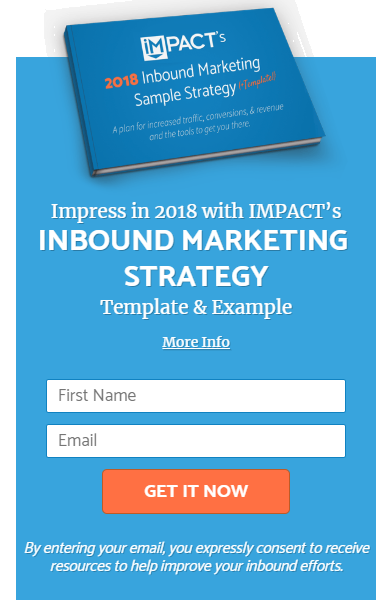 IMPACT's
2018 Inbound Marketing
Sample Strategy (+Template!)
A plan for increased traffic, conversions, & revenue
and the tools to get you there.
Impress in 2018 with IMPACT's
INBOUND MARKETING
STRATEGY
Template & Example
More Info
First Name
Email
GET IT NOW
By entering your email, you expressly consent to receive
resources to help improve your inbound efforts.